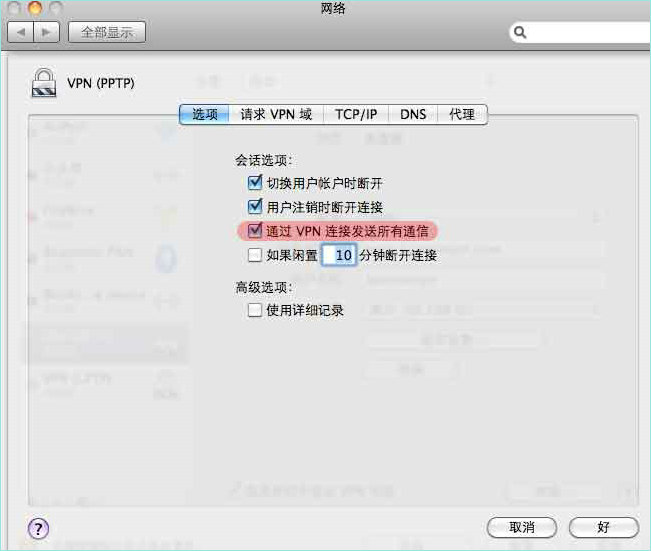 网络
全部显示
VPN (PPTP)
选项 请求 VPN 域 TCP/IP DNS 代理
会话选项:
切换用户帐户时断开
用户注销时断开连接
通过 VPN 连接发送所有通信
如果闲置 10 分钟断开连接
高级选项:
使用详细记录
? 取消 好